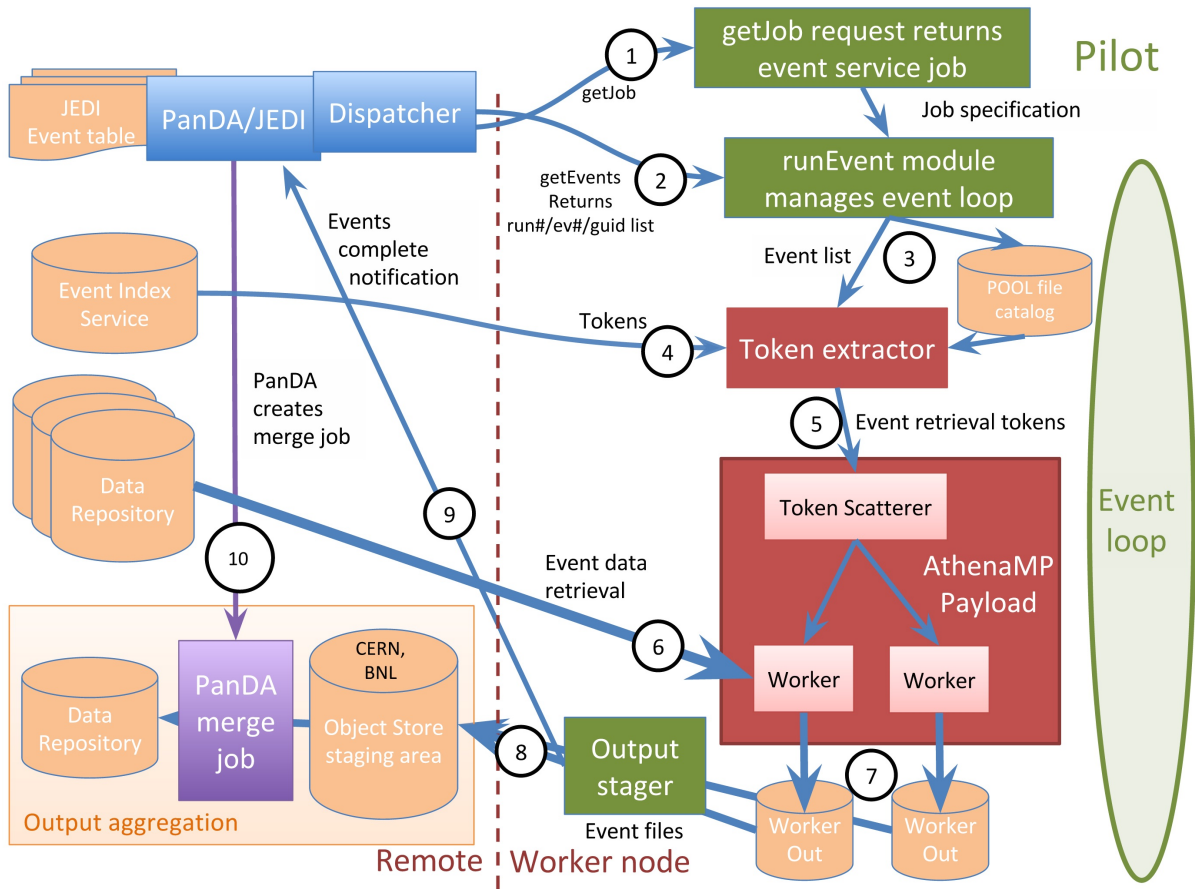 getJob request returns
event service job
Pilot
1
getJob
JEDI
Event table
PanDA/JEDI
Dispatcher
Job specification
runEvent module
manages event loop
2
getEvents
Returns
run#/ev#/guid list
Events
complete
notification
Event list
3
POOL file
catalog
Event Index
Service
Tokens
4
Token extractor
PanDA
creates
merge job
5
Event retrieval tokens
Data
Repository
Token Scatterer
9
Event
loop
10
Event data
retrieval
AthenaMP
Payload
6
CERN,
BNL
Worker
Worker
PanDA
merge
job
Data
Repository
Object Store
staging area
8
Output
stager
7
Output aggregation
Event files
Worker
Out
Worker
Out
Remote
Worker node